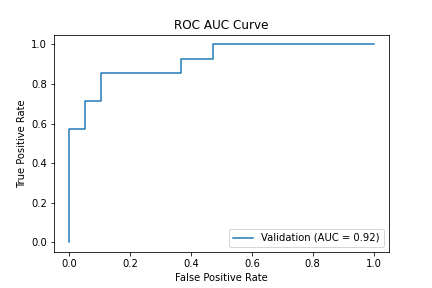 ROC AUC Curve
True Positive Rate
1.0
0.8
0.6
0.4
0.2
0.0
Validation (AUC = 0.92)
0.0 0.2 0.4 0.6 0.8 1.0
False Positive Rate